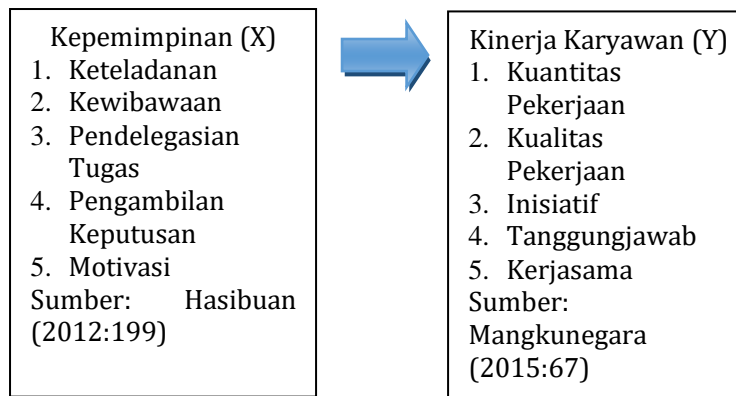 Kepemimpinan (X)
1. Keteladanan
2. Kewibawaan
3. Pendelegasian
Tugas
4. Pengambilan
Keputusan
5. Motivasi
Sumber: Hasibuan
(2012:199)
Kinerja Karyawan (Y)
1. Kuantitas
Pekerjaan
2. Kualitas
Pekerjaan
3. Inisiatif
4. Tanggungjawab
5. Kerjasama
Sumber:
Mangkunegara
(2015:67)